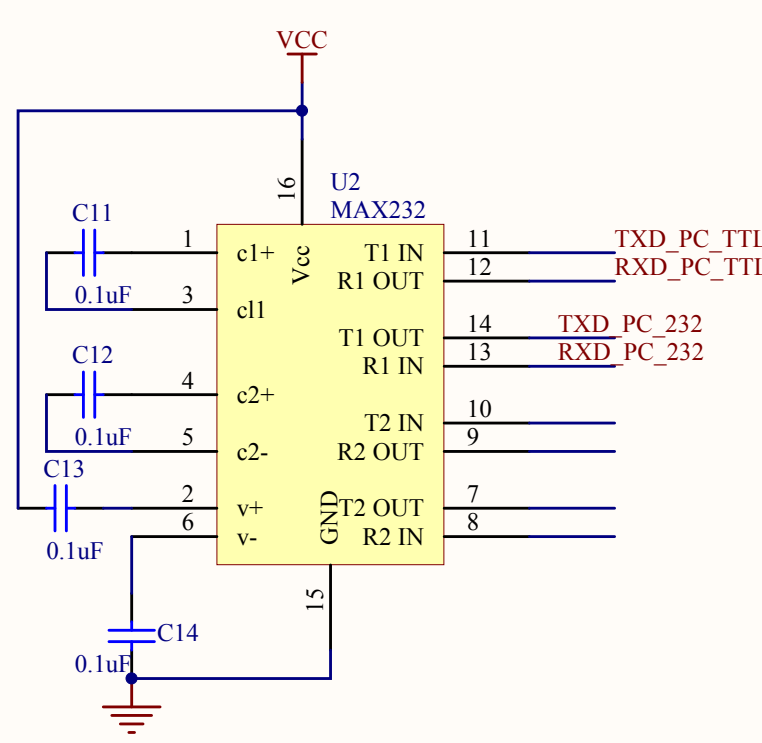 VCC
16
U2
MAX232
C11
0.1uF
1
3
c1+
cl1
Vcc
T1 IN
R1 OUT
11
12
TXD_PC_TTL
RXD_PC_TTL
T1 OUT
R1 IN
14
13
TXD_PC_232
RXD_PC_232
C12
0.1uF
4
5
c2+
c2-
T2 IN
R2 OUT
10
9
C13
0.1uF
2
6
v+
v-
GND
T2 OUT
R2 IN
7
8
15
C14
0.1uF